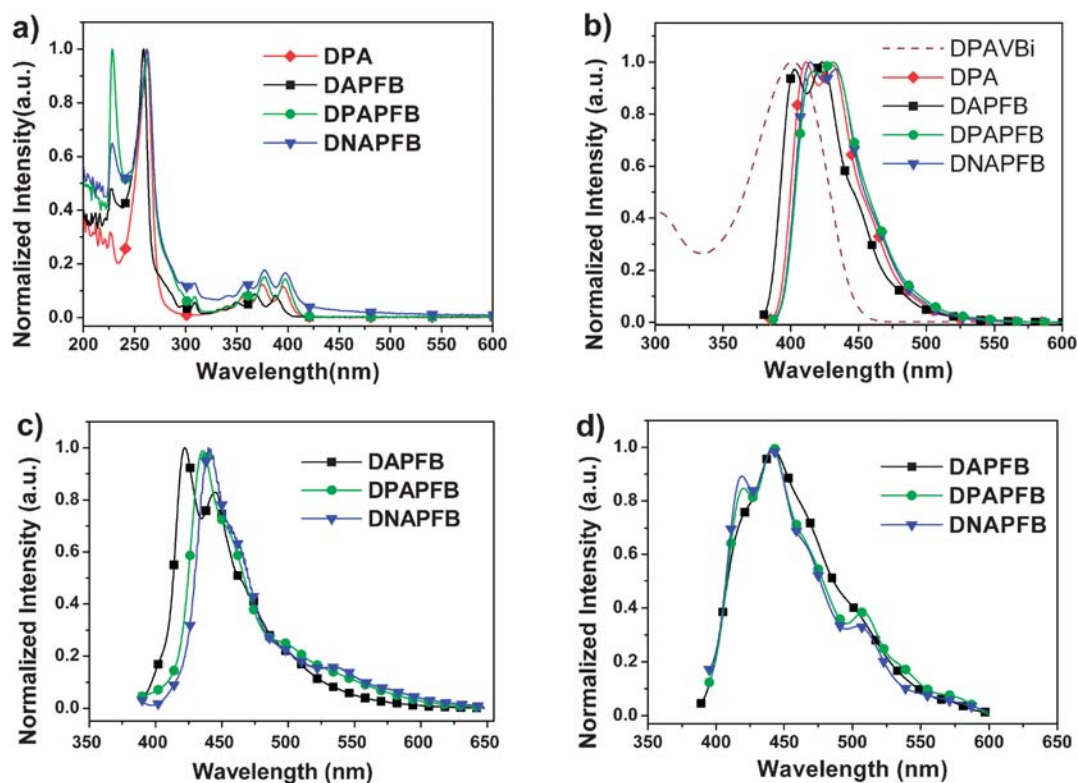 a)
Normalized Intensity(a.u.)
1.0
0.8
0.6
0.4
0.2
0.0
DPA
DAPFB
DPAPFB
DNAPFB
200 250 300 350 400 450 500 550 600
Wavelength(nm)
b)
Normalized Intensity (a.u.)
1.0
0.8
0.6
0.4
0.2
0.0
DPAVBi
DPA
DAPFB
DPAPFB
DNAPFB
300 350 400 450 500 550 600
Wavelength (nm)
c)
Normalized Intensity (a.u.)
1.0
0.8
0.6
0.4
0.2
0.0
DAPFB
DPAPFB
DNAPFB
350 400 450 500 550 600 650
Wavelength (nm)
d)
Normalized Intensity (a.u.)
1.0
0.8
0.6
0.4
0.2
0.0
DAPFB
DPAPFB
DNAPFB
350 400 450 500 550 600 650
Wavelength (nm)